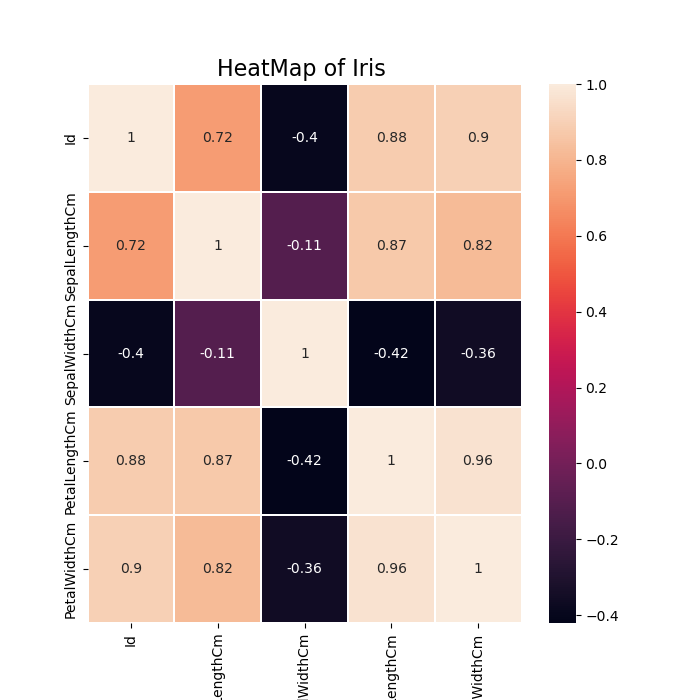 HeatMap of Iris
Id 1 0.72 -0.4 0.88 0.9
SepalLengthCm 0.72 1 -0.11 0.87 0.82
SepalWidthCm -0.4 -0.11 1 -0.42 -0.36
PetalLengthCm 0.88 0.87 -0.42 1 0.96
PetalWidthCm 0.9 0.82 -0.36 0.96 1
Id LengthCm WidthCm LengthCm WidthCm
1.0
0.8
0.6
0.4
0.2
0.0
−0.2
−0.4